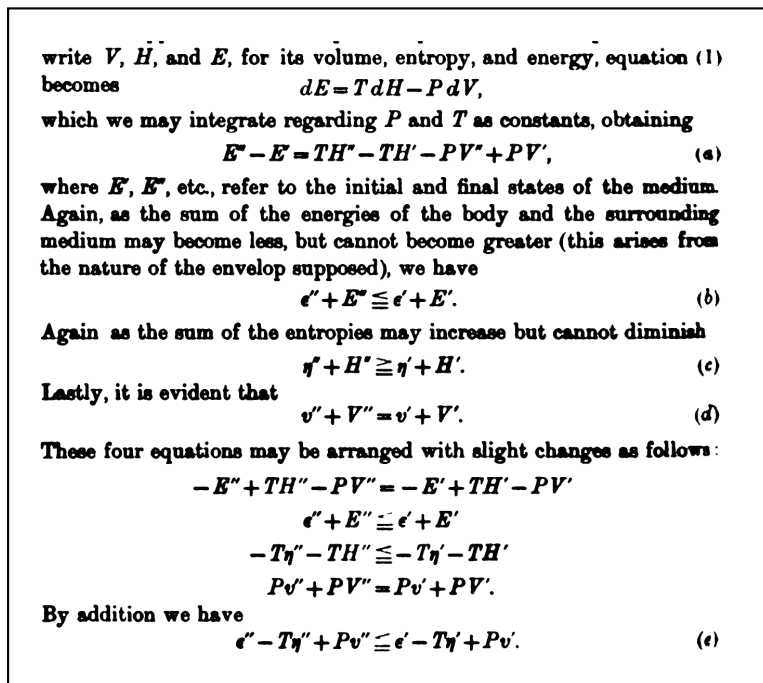 write V, H, and E, for its volume, entropy, and energy, equation (1)
becomes dE = T dH − P dV,
which we may integrate regarding P and T as constants, obtaining
E″ − E′ = TH″ − TH′ − PV″ + PV′, (a)
where E′, E″, etc., refer to the initial and final states of the medium.
Again, as the sum of the energies of the body and the surrounding
medium may become less, but cannot become greater (this arises from
the nature of the envelop supposed), we have
ϵ″ + E″ ≦ ϵ′ + E′. (b)
Again as the sum of the entropies may increase but cannot diminish
η″ + H″ ≧ η′ + H′. (c)
Lastly, it is evident that
v″ + V″ = v′ + V′. (d)
These four equations may be arranged with slight changes as follows:
−E″ + TH″ − PV″ = −E′ + TH′ − PV′
ϵ″ + E″ ≦ ϵ′ + E′
−Tη″ − TH″ ≦ −Tη′ − TH′
Pv″ + PV″ = Pv′ + PV′.
By addition we have
ϵ″ − Tη″ + Pv″ ≦ ϵ′ − Tη′ + Pv′. (e)